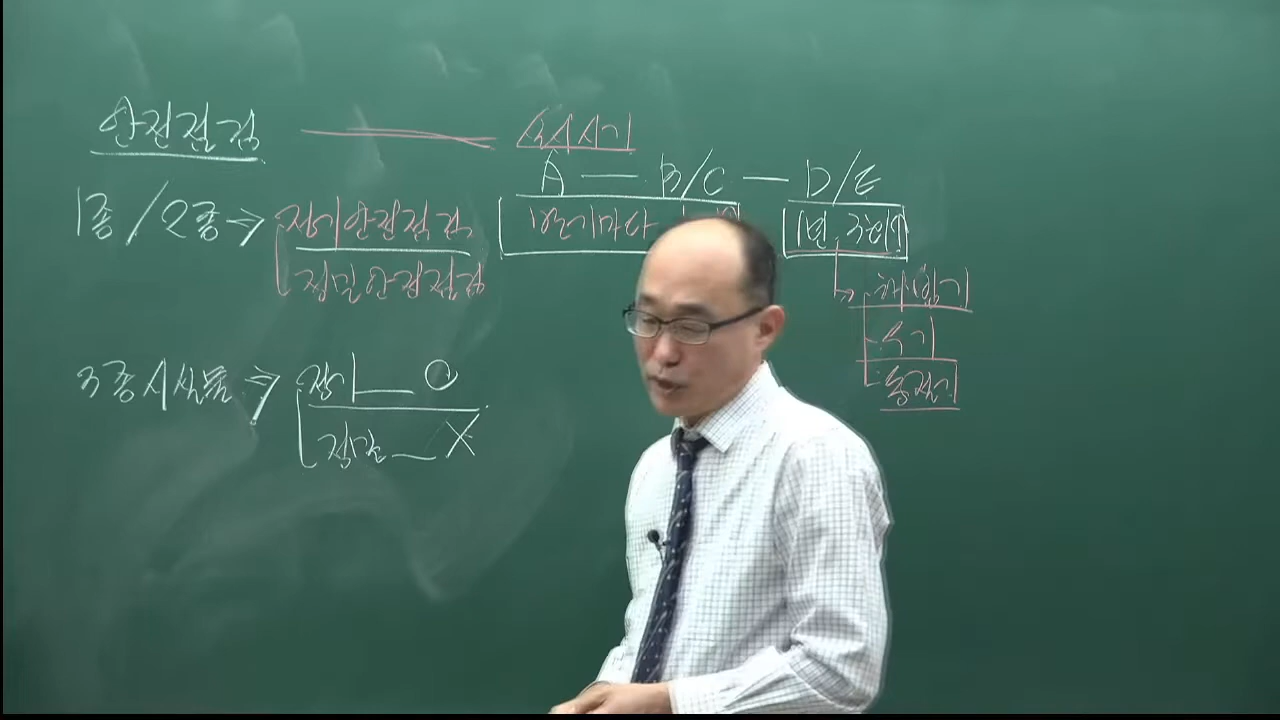 안전점검 실시시기
A — B/C — D/E
1종/2종 ⇒ 정기안전점검 반기마다 1년 3회
정밀안전점검
해빙기
우기
동절기
3종시설물 ⇒ 정기 — O
정밀 — X